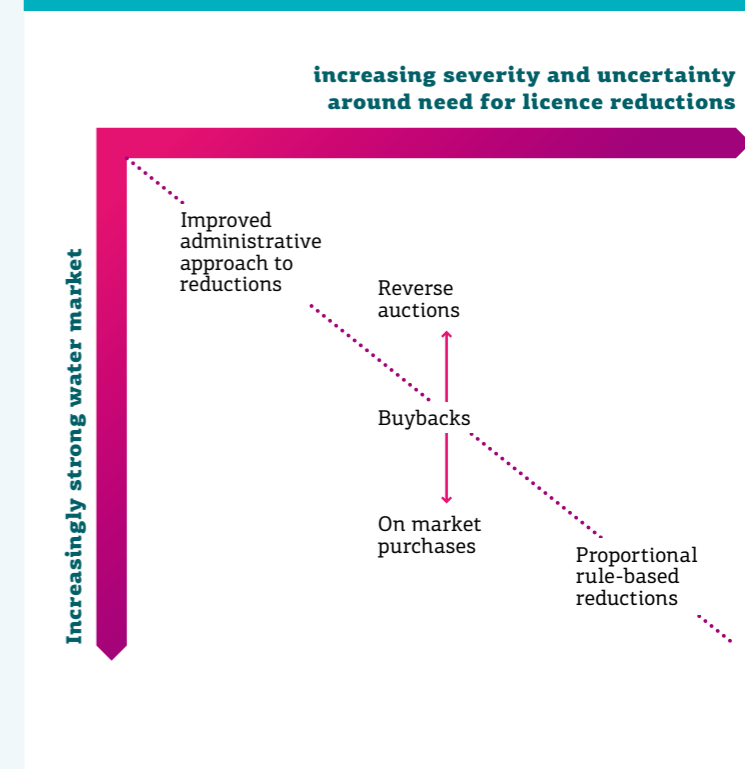 increasing severity and uncertainty
around need for licence reductions
Increasingly strong water market
Improved
administrative
approach to
reductions
Reverse
auctions
Buybacks
On market
purchases
Proportional
rule-based
reductions